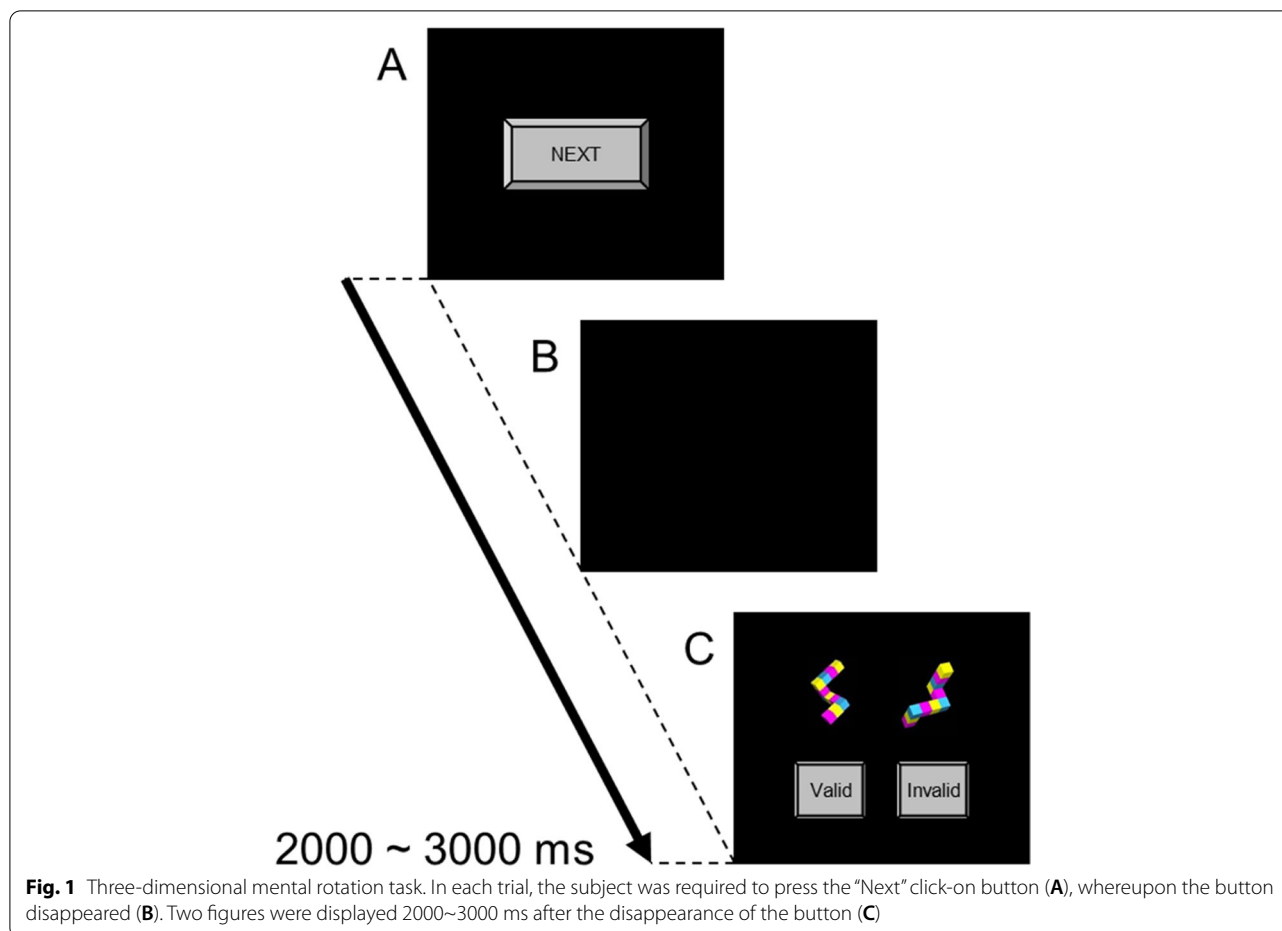 A
NEXT
B
C
Valid Invalid
2000 ~ 3000 ms
Fig. 1 Three-dimensional mental rotation task. In each trial, the subject was required to press the “Next” click-on button (A), whereupon the button
disappeared (B). Two figures were displayed 2000~3000 ms after the disappearance of the button (C)